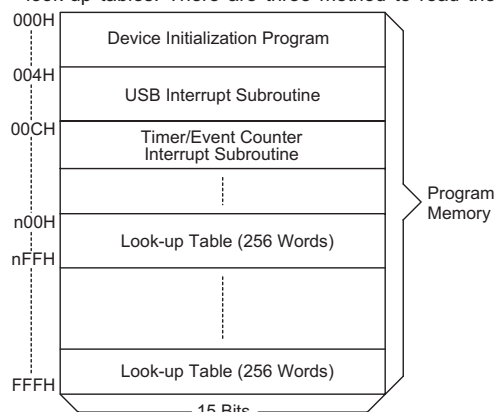 look-up tables. There are three method to read the
000H
Device Initialization Program
004H
USB Interrupt Subroutine
00CH
Timer/Event Counter
Interrupt Subroutine
Program
Memory
n00H
Look-up Table (256 Words)
nFFH
Look-up Table (256 Words)
FFFH
15 Bits